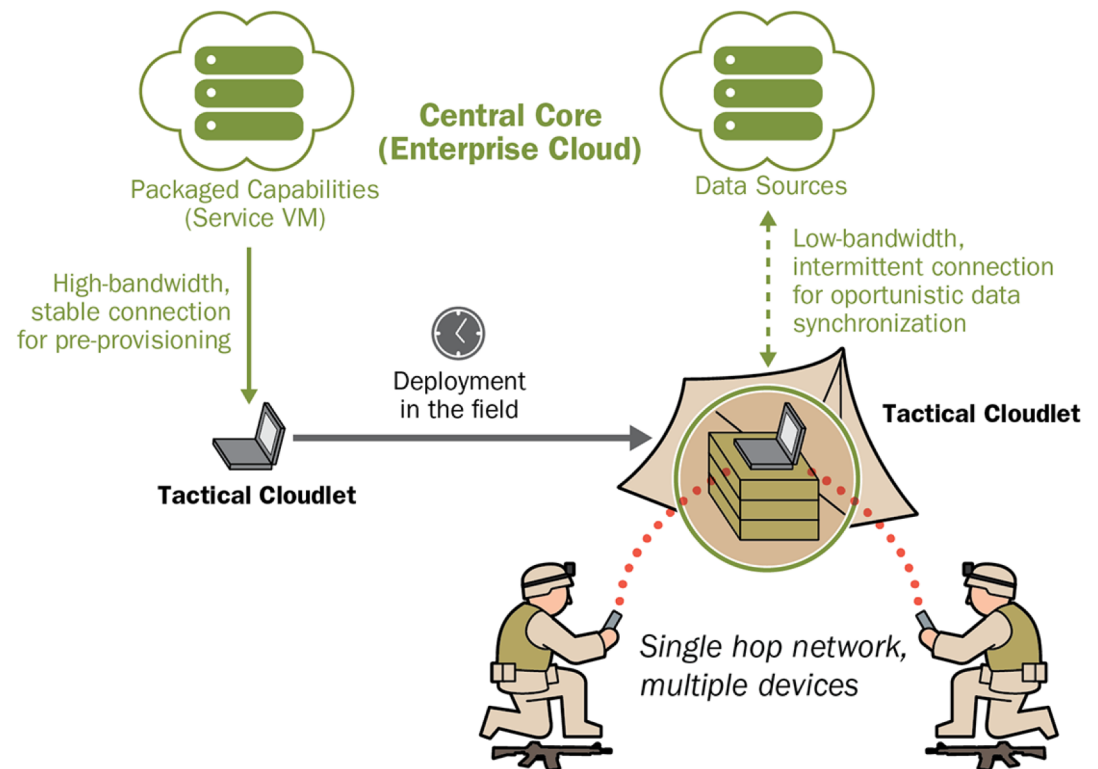 Central Core
(Enterprise Cloud)
Packaged Capabilities
(Service VM)
Data Sources
High-bandwidth,
stable connection
for pre-provisioning
Low-bandwidth,
intermittent connection
for oportunistic data
synchronization
Deployment
in the field
Tactical Cloudlet
Tactical Cloudlet
Single hop network,
multiple devices